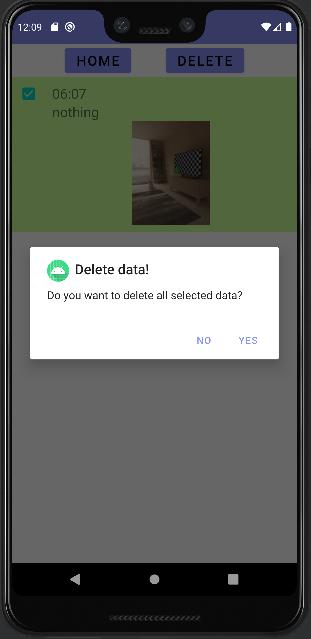 12:09
HOME DELETE
06:07
nothing
Delete data!
Do you want to delete all selected data?
NO YES